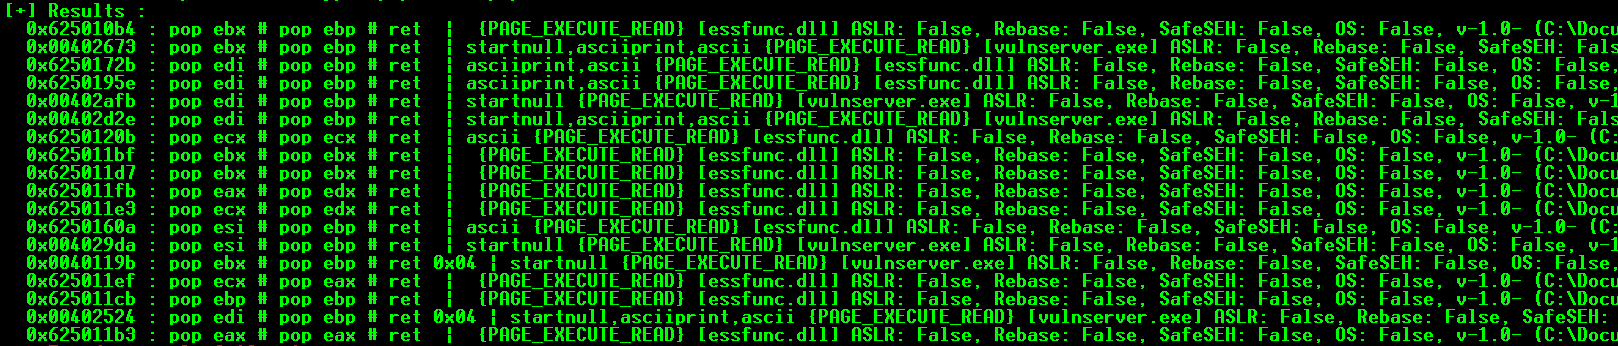 [+] Results :
0x625010b4 : pop ebx # pop ebp # ret | {PAGE_EXECUTE_READ} [essfunc.dll] ASLR: False, Rebase: False, SafeSEH: False, OS: False, v-1.0- (C:\Docu
0x00402673 : pop ebx # pop ebp # ret | startnull,asciiprint,ascii {PAGE_EXECUTE_READ} [vulnserver.exe] ASLR: False, Rebase: False, SafeSEH: Fals
0x6250172b : pop edi # pop ebp # ret | asciiprint,ascii {PAGE_EXECUTE_READ} [essfunc.dll] ASLR: False, Rebase: False, SafeSEH: False, OS: False,
0x6250195e : pop edi # pop ebp # ret | asciiprint,ascii {PAGE_EXECUTE_READ} [essfunc.dll] ASLR: False, Rebase: False, SafeSEH: False, OS: False,
0x00402afb : pop edi # pop ebp # ret | startnull {PAGE_EXECUTE_READ} [vulnserver.exe] ASLR: False, Rebase: False, SafeSEH: False, OS: False, v-1
0x00402d2e : pop edi # pop ebp # ret | startnull,asciiprint,ascii {PAGE_EXECUTE_READ} [vulnserver.exe] ASLR: False, Rebase: False, SafeSEH: Fals
0x6250120b : pop ecx # pop ecx # ret | ascii {PAGE_EXECUTE_READ} [essfunc.dll] ASLR: False, Rebase: False, SafeSEH: False, OS: False, v-1.0- (C:
0x625011bf : pop ebx # pop ebx # ret | {PAGE_EXECUTE_READ} [essfunc.dll] ASLR: False, Rebase: False, SafeSEH: False, OS: False, v-1.0- (C:\Docu
0x625011d7 : pop ebx # pop ebx # ret | {PAGE_EXECUTE_READ} [essfunc.dll] ASLR: False, Rebase: False, SafeSEH: False, OS: False, v-1.0- (C:\Docu
0x625011fb : pop eax # pop edx # ret | {PAGE_EXECUTE_READ} [essfunc.dll] ASLR: False, Rebase: False, SafeSEH: False, OS: False, v-1.0- (C:\Docu
0x625011e3 : pop ecx # pop edx # ret | {PAGE_EXECUTE_READ} [essfunc.dll] ASLR: False, Rebase: False, SafeSEH: False, OS: False, v-1.0- (C:\Docu
0x6250160a : pop esi # pop ebp # ret | ascii {PAGE_EXECUTE_READ} [essfunc.dll] ASLR: False, Rebase: False, SafeSEH: False, OS: False, v-1.0- (C:
0x004029da : pop esi # pop ebp # ret | startnull {PAGE_EXECUTE_READ} [vulnserver.exe] ASLR: False, Rebase: False, SafeSEH: False, OS: False, v-1
0x0040119b : pop ebx # pop ebp # ret 0x04 | startnull {PAGE_EXECUTE_READ} [vulnserver.exe] ASLR: False, Rebase: False, SafeSEH: False, OS: False,
0x625011ef : pop ecx # pop eax # ret | {PAGE_EXECUTE_READ} [essfunc.dll] ASLR: False, Rebase: False, SafeSEH: False, OS: False, v-1.0- (C:\Docu
0x625011cb : pop ebp # pop ebp # ret | {PAGE_EXECUTE_READ} [essfunc.dll] ASLR: False, Rebase: False, SafeSEH: False, OS: False, v-1.0- (C:\Docu
0x00402524 : pop edi # pop ebp # ret 0x04 | startnull,asciiprint,ascii {PAGE_EXECUTE_READ} [vulnserver.exe] ASLR: False, Rebase: False, SafeSEH:
0x625011b3 : pop eax # pop eax # ret | {PAGE_EXECUTE_READ} [essfunc.dll] ASLR: False, Rebase: False, SafeSEH: False, OS: False, v-1.0- (C:\Docu